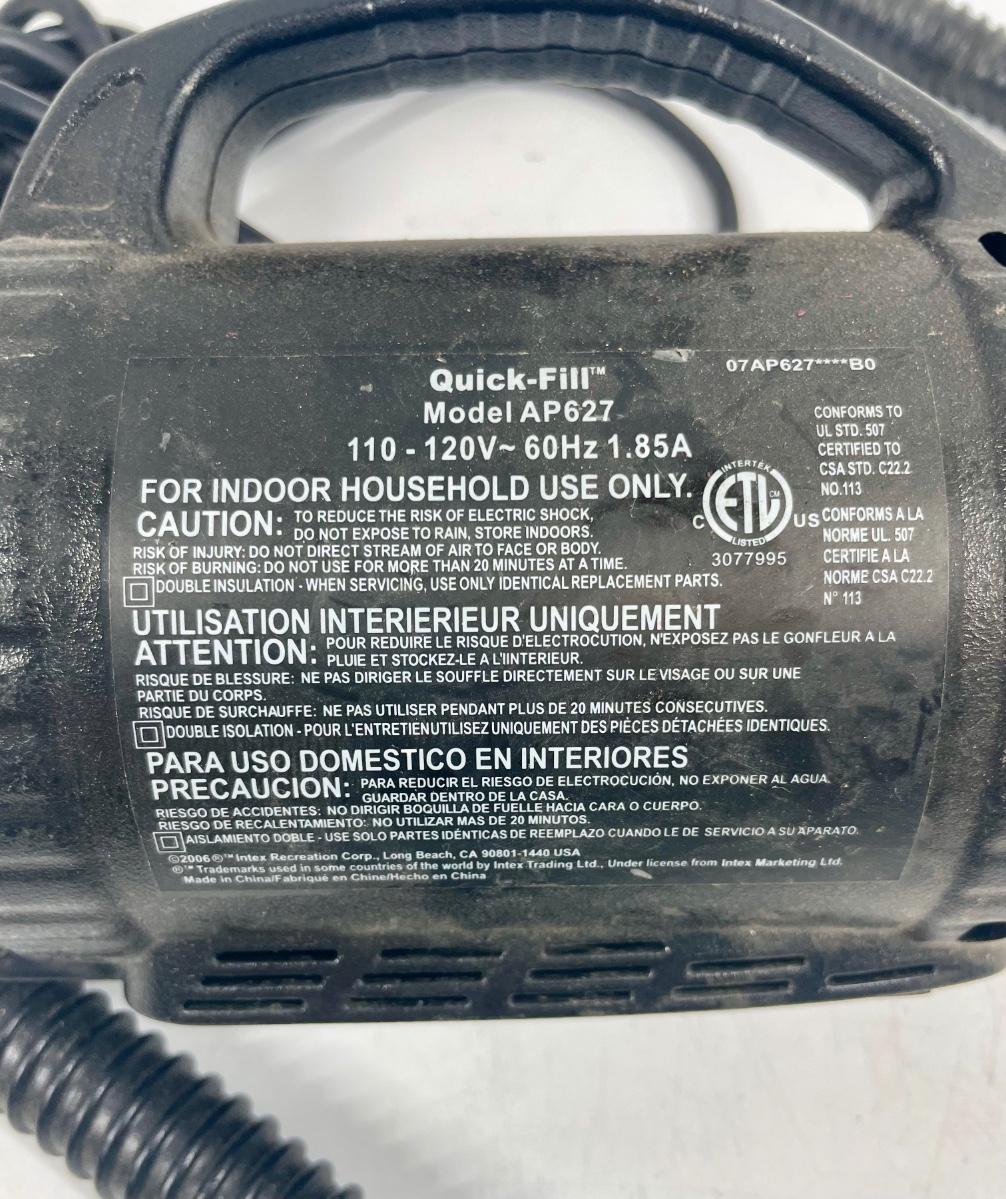 Quick-Fill™
07AP627****B0
Model AP627
110 - 120V~ 60Hz 1.85A
CONFORMS TO
UL STD. 507
CERTIFIED TO
CSA STD. C22.2
NO.113
INTERTEK
ETL CM
LISTED
C US
3077995
CONFORMS A LA
NORME UL. 507
CERTIFIE A LA
NORME CSA C22.2
N° 113
FOR INDOOR HOUSEHOLD USE ONLY.
CAUTION: TO REDUCE THE RISK OF ELECTRIC SHOCK,
DO NOT EXPOSE TO RAIN, STORE INDOORS.
RISK OF INJURY: DO NOT DIRECT STREAM OF AIR TO FACE OR BODY.
RISK OF BURNING: DO NOT USE FOR MORE THAN 20 MINUTES AT A TIME.
DOUBLE INSULATION - WHEN SERVICING, USE ONLY IDENTICAL REPLACEMENT PARTS.
UTILISATION INTERIERIEUR UNIQUEMENT
ATTENTION: POUR REDUIRE LE RISQUE D'ELECTROCUTION, N'EXPOSEZ PAS LE GONFLEUR A LA
PLUIE ET STOCKEZ-LE A L'IINTERIEUR.
RISQUE DE BLESSURE: NE PAS DIRIGER LE SOUFFLE DIRECTEMENT SUR LE VISAGE OU SUR UNE
PARTIE DU CORPS.
RISQUE DE SURCHAUFFE: NE PAS UTILISER PENDANT PLUS DE 20 MINUTES CONSECUTIVES.
DOUBLE ISOLATION - POUR L'ENTRETIENUTILISEZ UNIQUEMENT DES PIÈCES DÉTACHÉES IDENTIQUES.
PARA USO DOMESTICO EN INTERIORES
PRECAUCION: PARA REDUCIR EL RIESGO DE ELECTROCUCIÓN, NO EXPONER AL AGUA.
GUARDAR DENTRO DE LA CASA.
RIESGO DE ACCIDENTES: NO DIRIGIR BOQUILLA DE FUELLE HACIA CARA O CUERPO.
RIESGO DE RECALENTAMIENTO: NO UTILIZAR MAS DE 20 MINUTOS.
AISLAMIENTO DOBLE - USE SOLO PARTES IDÉNTICAS DE REEMPLAZO CUANDO LE DE SERVICIO A SU APARATO.
©2006 ®™ Intex Recreation Corp., Long Beach, CA 90801-1440 USA
®™ Trademarks used in some countries of the world by Intex Trading Ltd., Under license from Intex Marketing Ltd.
Made in China/Fabriqué en Chine/Hecho en China